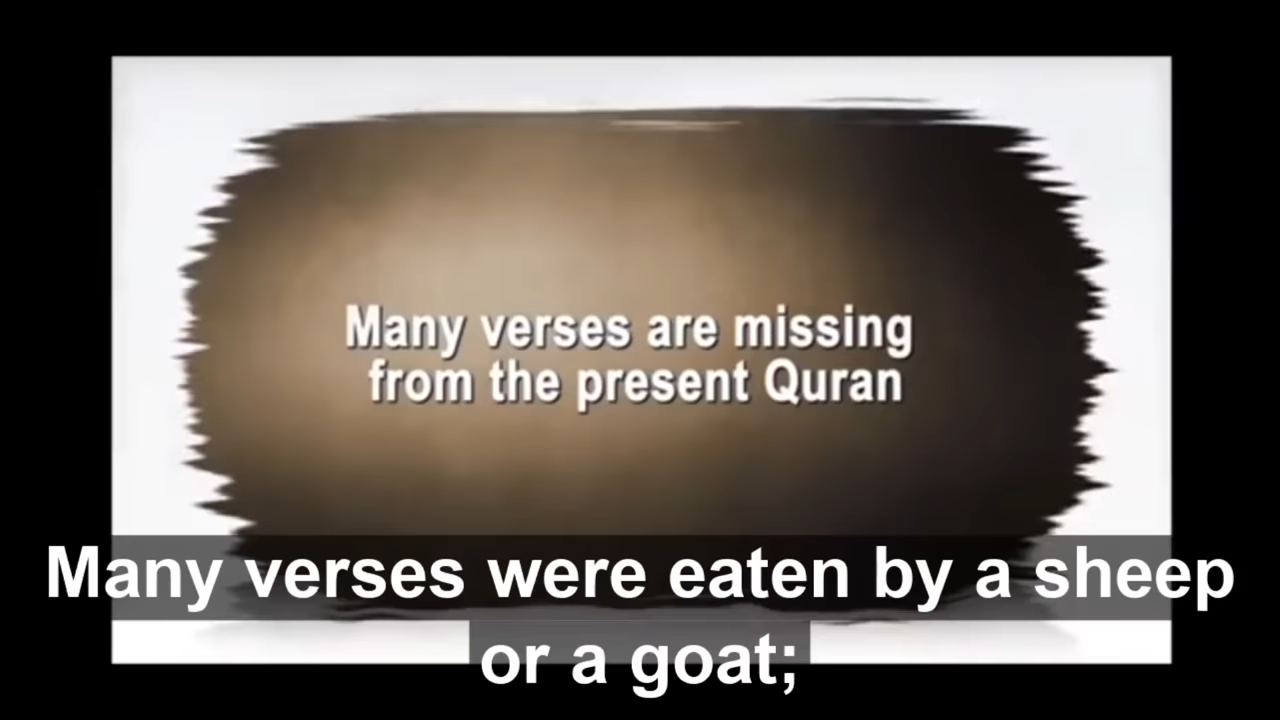 Many verses are missing
from the present Quran
Many verses were eaten by a sheep
or a goat;